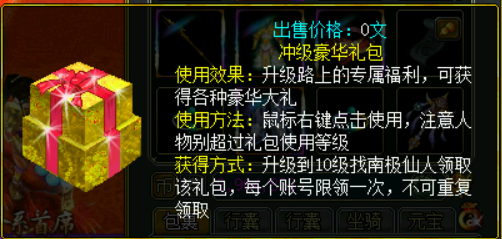 出售价格：0文
冲级豪华礼包
使用效果：升级路上的专属福利，可获
得各种豪华大礼
使用方法：鼠标右键点击使用，注意人
物别超过礼包使用等级
获得方式：升级到10级找南极仙人领取
该礼包，每个账号限领一次，不可重复
领取
系首席
包裹 行囊 行囊 坐骑 元宝